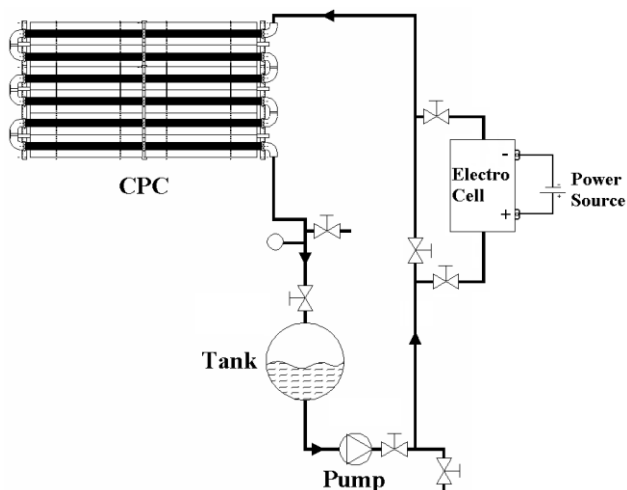 CPC
Electro
Cell
-
+
Power
Source
Tank
Pump